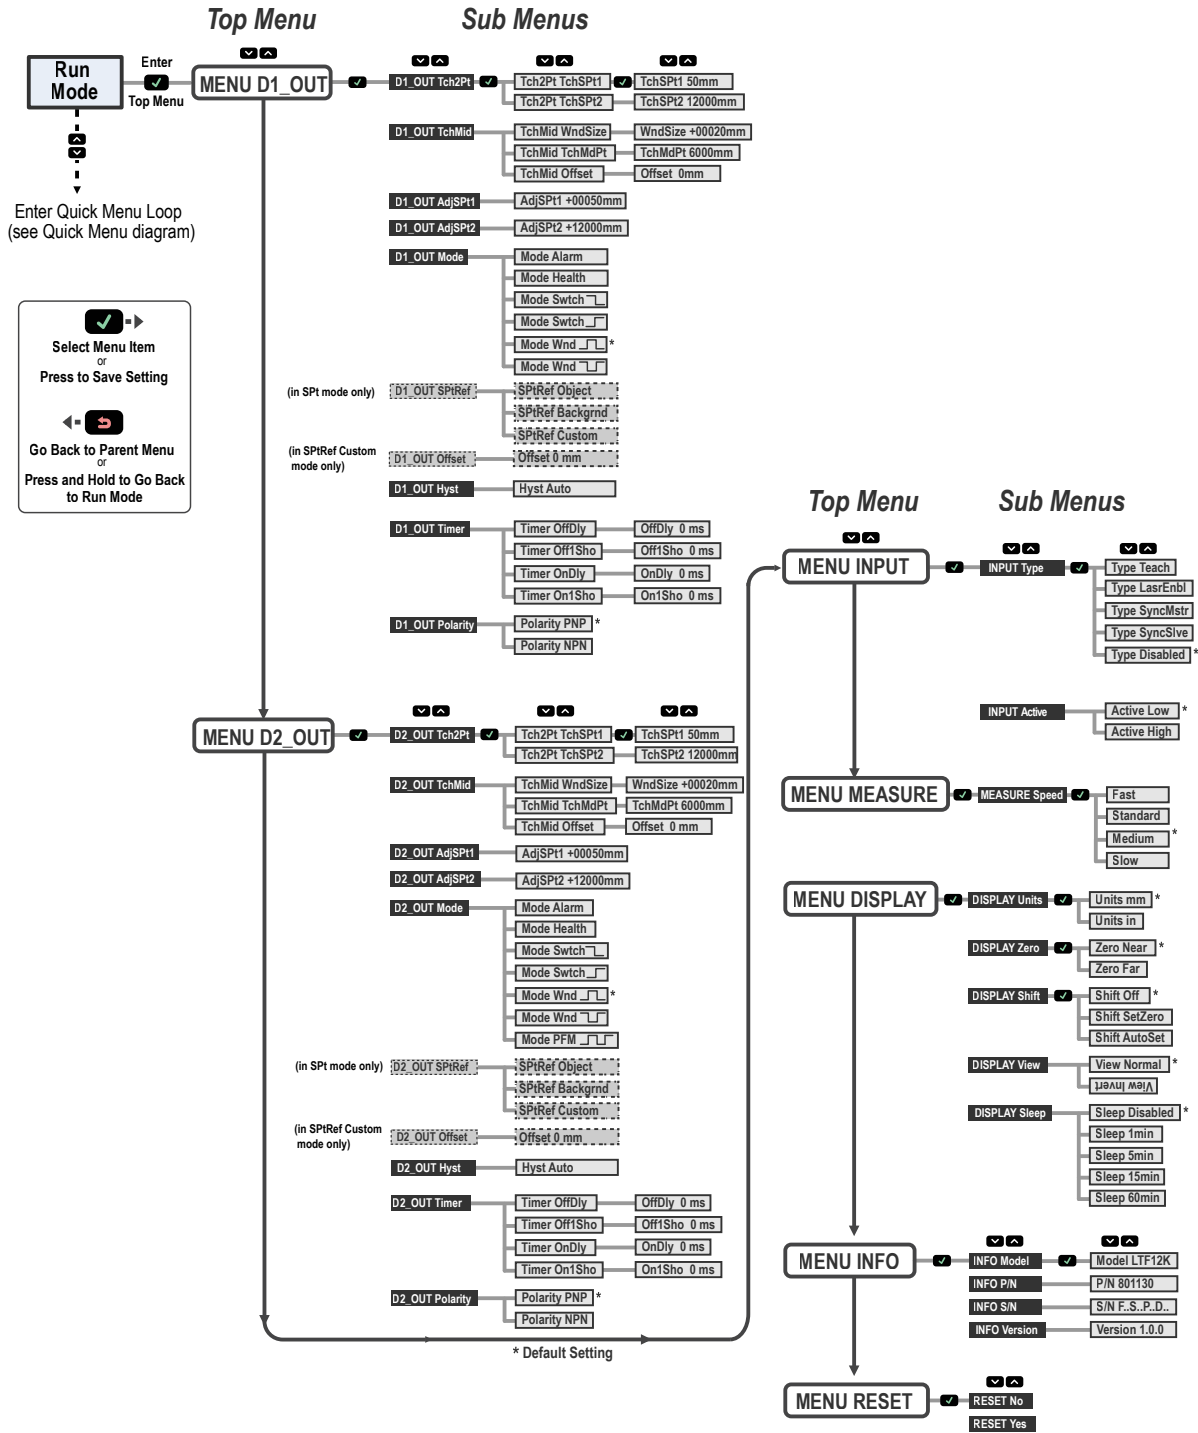 Top Menu
Sub Menus
Run
Mode
Enter
Top Menu
Enter Quick Menu Loop
(see Quick Menu diagram)
Select Menu Item
or
Press to Save Setting
Go Back to Parent Menu
or
Press and Hold to Go Back
to Run Mode
MENU D1_OUT
D1_OUT Tch2Pt
Tch2Pt TchSPt1
TchSPt1 50mm
Tch2Pt TchSPt2
TchSPt2 12000mm
D1_OUT TchMid
TchMid WndSize
WndSize +00020mm
TchMid TchMdPt
TchMdPt 6000mm
TchMid Offset
Offset 0mm
D1_OUT AdjSPt1
AdjSPt1 +00050mm
D1_OUT AdjSPt2
AdjSPt2 +12000mm
D1_OUT Mode
Mode Alarm
Mode Health
Mode Swtch
Mode Swtch
Mode Wnd *
Mode Wnd
(in SPt mode only)
D1_OUT SPtRef
SPtRef Object
SPtRef Backgrnd
SPtRef Custom
(in SPtRef Custom
mode only)
D1_OUT Offset
Offset 0 mm
D1_OUT Hyst
Hyst Auto
D1_OUT Timer
Timer OffDly
OffDly 0 ms
Timer Off1Sho
Off1Sho 0 ms
Timer OnDly
OnDly 0 ms
Timer On1Sho
On1Sho 0 ms
D1_OUT Polarity
Polarity PNP *
Polarity NPN
MENU D2_OUT
D2_OUT Tch2Pt
Tch2Pt TchSPt1
TchSPt1 50mm
Tch2Pt TchSPt2
TchSPt2 12000mm
D2_OUT TchMid
TchMid WndSize
WndSize +00020mm
TchMid TchMdPt
TchMdPt 6000mm
TchMid Offset
Offset 0 mm
D2_OUT AdjSPt1
AdjSPt1 +00050mm
D2_OUT AdjSPt2
AdjSPt2 +12000mm
D2_OUT Mode
Mode Alarm
Mode Health
Mode Swtch
Mode Swtch
Mode Wnd *
Mode Wnd
Mode PFM
(in SPt mode only)
D2_OUT SPtRef
SPtRef Object
SPtRef Backgrnd
SPtRef Custom
(in SPtRef Custom
mode only)
D2_OUT Offset
Offset 0 mm
D2_OUT Hyst
Hyst Auto
D2_OUT Timer
Timer OffDly
OffDly 0 ms
Timer Off1Sho
Off1Sho 0 ms
Timer OnDly
OnDly 0 ms
Timer On1Sho
On1Sho 0 ms
D2_OUT Polarity
Polarity PNP *
Polarity NPN
* Default Setting
Top Menu
Sub Menus
MENU INPUT
INPUT Type
Type Teach
Type LasrEnbl
Type SyncMstr
Type SyncSlve
Type Disabled *
INPUT Active
Active Low *
Active High
MENU MEASURE
MEASURE Speed
Fast
Standard
Medium *
Slow
MENU DISPLAY
DISPLAY Units
Units mm *
Units in
DISPLAY Zero
Zero Near *
Zero Far
DISPLAY Shift
Shift Off *
Shift SetZero
Shift AutoSet
DISPLAY View
View Normal *
View Invert
DISPLAY Sleep
Sleep Disabled *
Sleep 1min
Sleep 5min
Sleep 15min
Sleep 60min
MENU INFO
INFO Model
Model LTF12K
INFO P/N
P/N 801130
INFO S/N
S/N F..S..P..D..
INFO Version
Version 1.0.0
MENU RESET
RESET No
RESET Yes